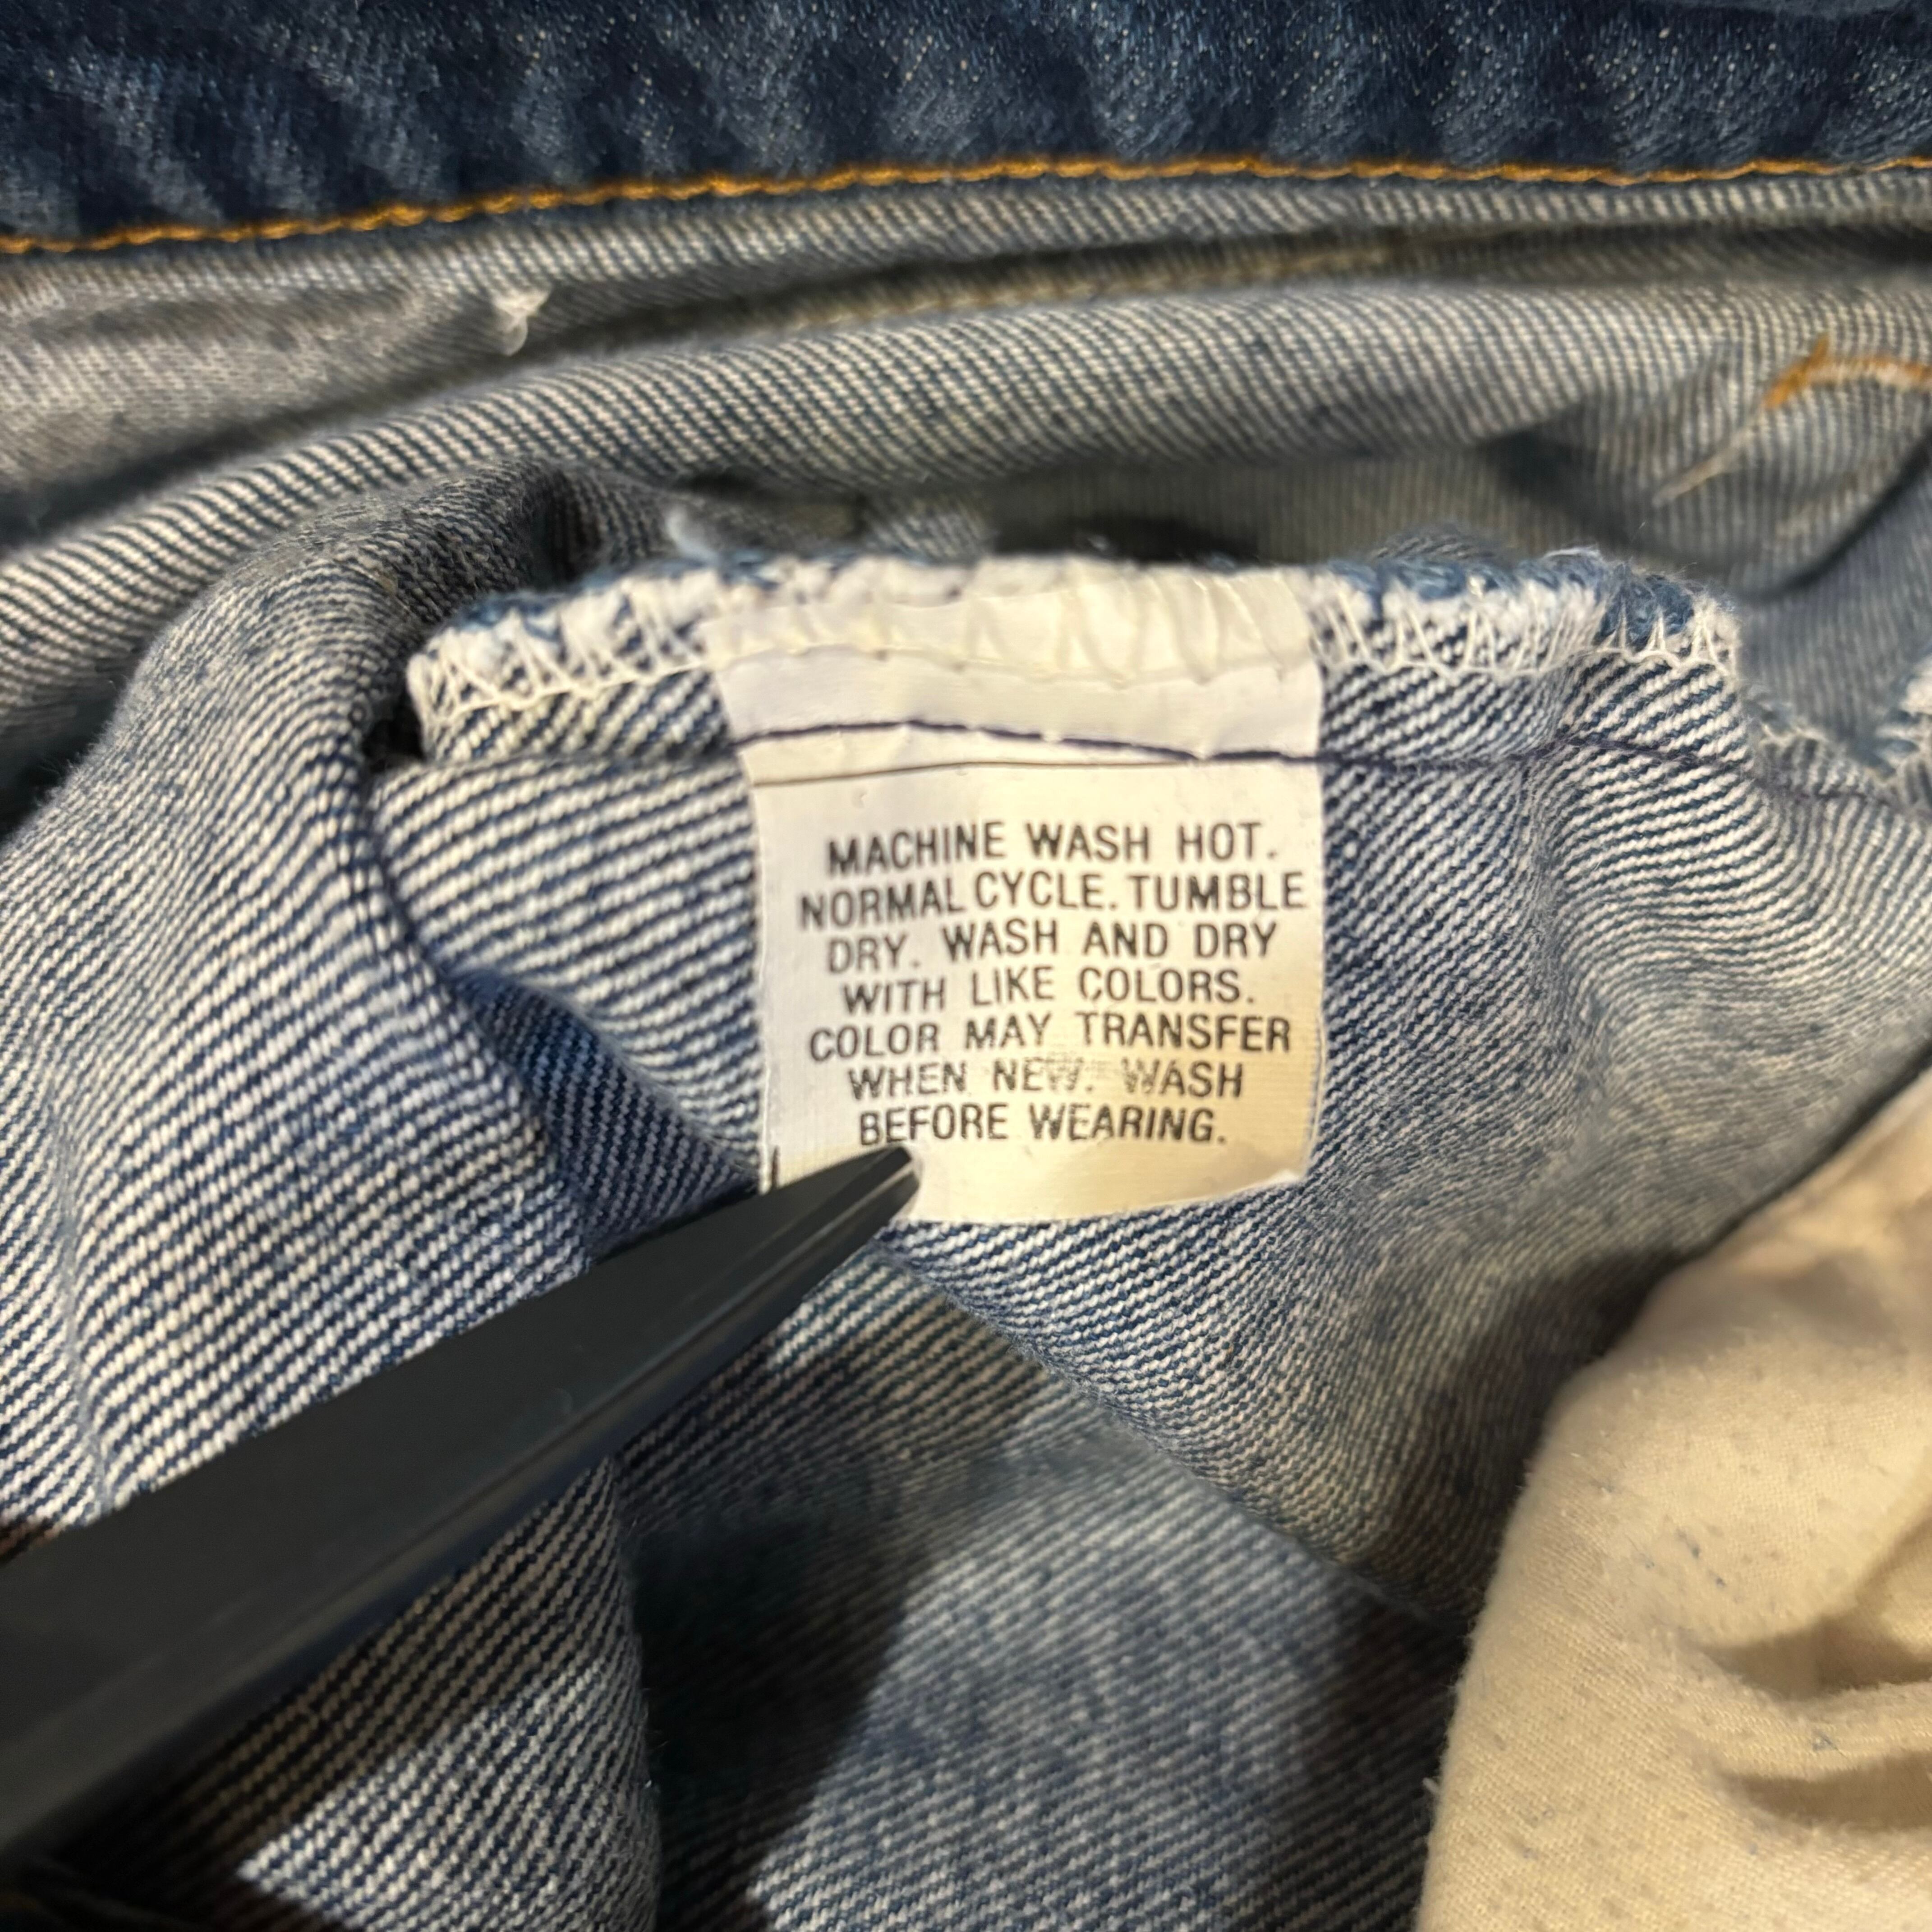 MACHINE WASH HOT.
NORMAL CYCLE. TUMBLE
DRY. WASH AND DRY
WITH LIKE COLORS.
COLOR MAY TRANSFER
WHEN NEW. WASH
BEFORE WEARING.